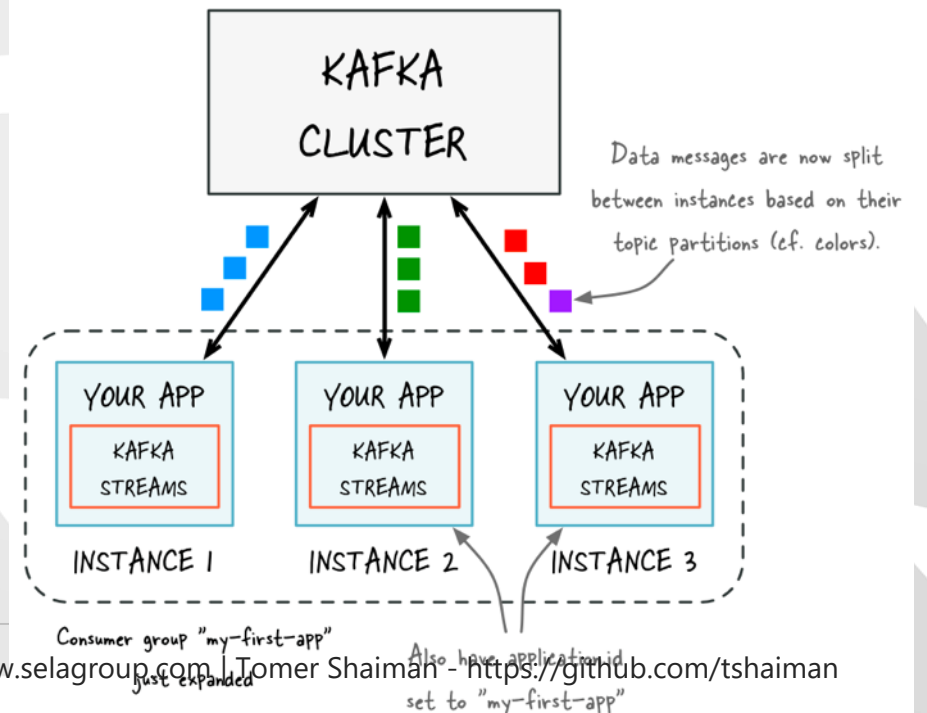 KAFKA
CLUSTER
Data messages are now split
between instances based on their
topic partitions (cf. colors).
YOUR APP
KAFKA
STREAMS
INSTANCE 1
YOUR APP
KAFKA
STREAMS
INSTANCE 2
YOUR APP
KAFKA
STREAMS
INSTANCE 3
Consumer group "my-first-app"
just expanded
Also have application.id
set to "my-first-app"
w.selagroup.com | Tomer Shaiman - https://github.com/tshaiman